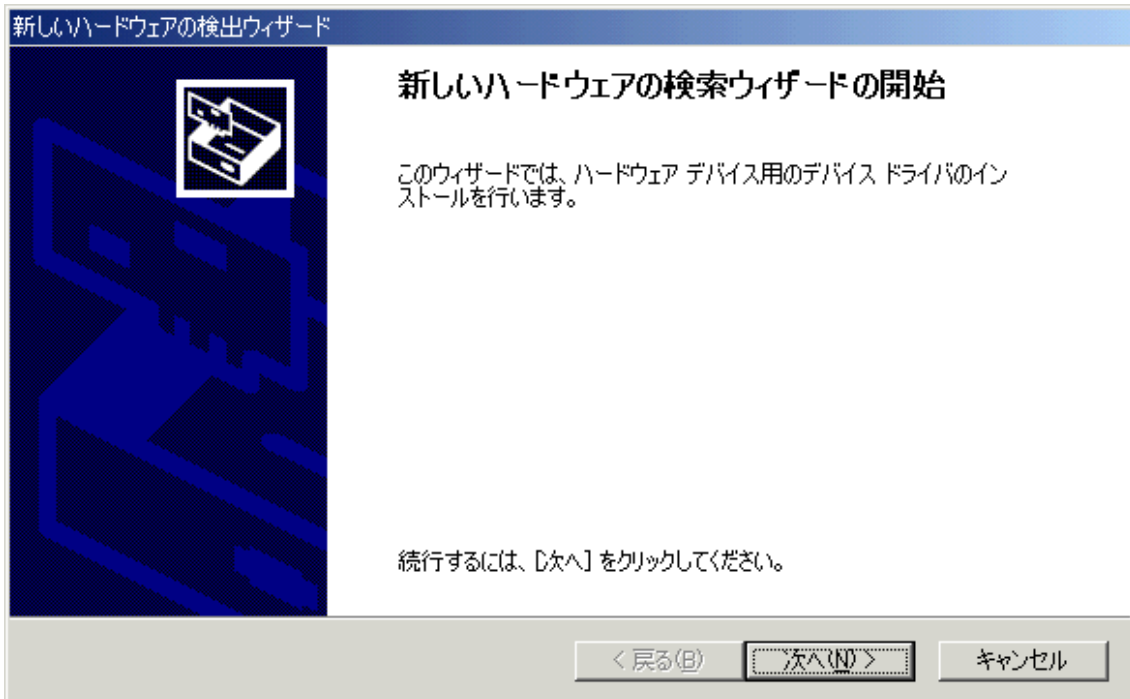 新しいハードウェアの検出ウィザード
新しいハードウェアの検索ウィザードの開始
このウィザードでは、ハードウェア デバイス用のデバイス ドライバのイン
ストールを行います。
続行するには、[次へ] をクリックしてください。
< 戻る(B)
次へ(N) >
キャンセル